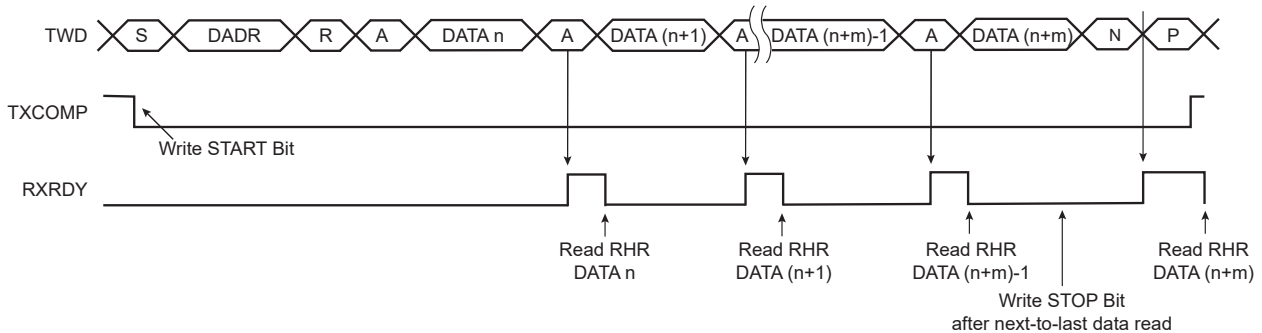 TWD S DADR R A DATA n A DATA (n+1) A DATA (n+m)-1 A DATA (n+m) N P
TXCOMP
Write START Bit
RXRDY
Read RHR Read RHR Read RHR Read RHR
DATA n DATA (n+1) DATA (n+m)-1 DATA (n+m)
Write STOP Bit
after next-to-last data read